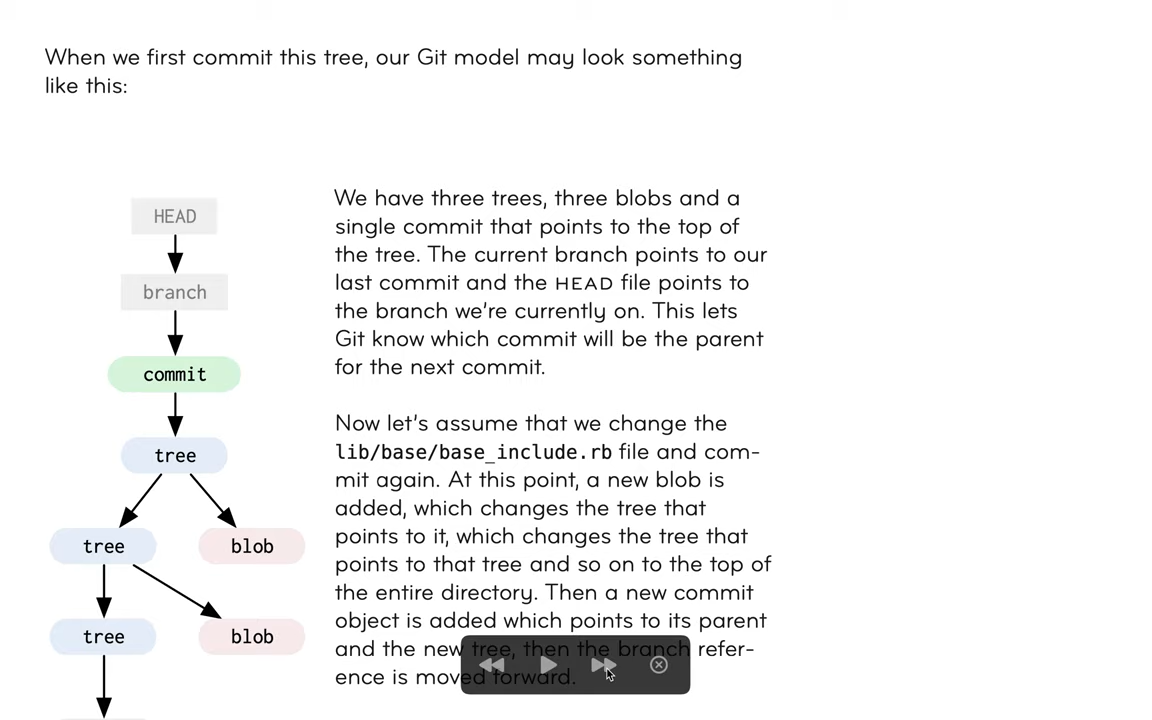 When we first commit this tree, our Git model may look something
like this:
HEAD
branch
commit
tree
tree
blob
tree
blob
We have three trees, three blobs and a
single commit that points to the top of
the tree. The current branch points to our
last commit and the HEAD file points to
the branch we're currently on. This lets
Git know which commit will be the parent
for the next commit.
Now let's assume that we change the
lib/base/base_include.rb file and com-
mit again. At this point, a new blob is
added, which changes the tree that
points to it, which changes the tree that
points to that tree and so on to the top of
the entire directory. Then a new commit
object is added which points to its parent
and the new tree, then the branch refer-
ence is moved forward.